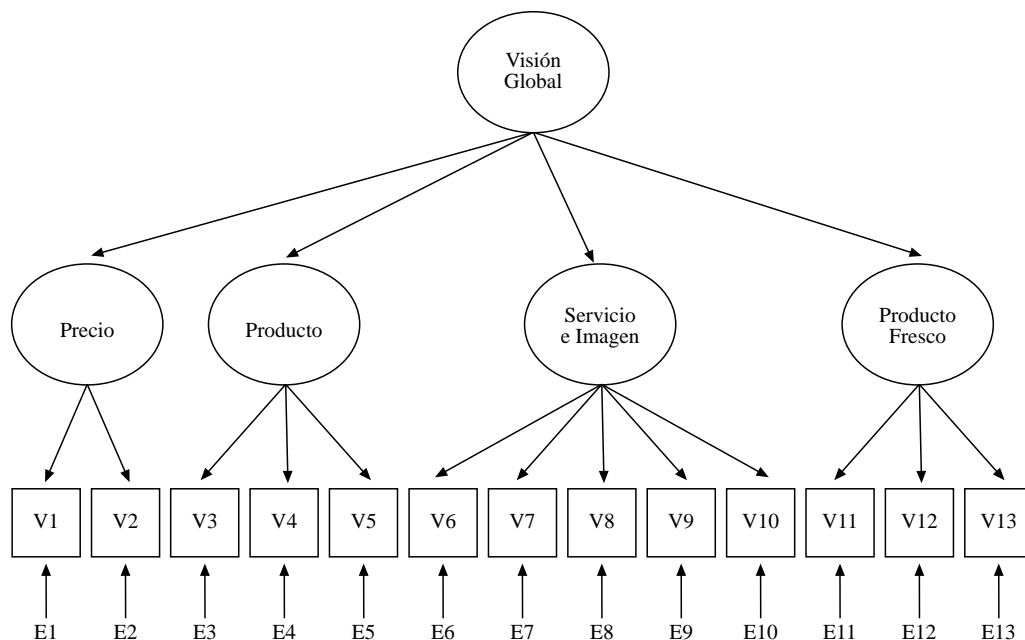 Visión
Global
Precio
Producto
Servicio
e Imagen
Producto
Fresco
V1 V2 V3 V4 V5 V6 V7 V8 V9 V10 V11 V12 V13
E1 E2 E3 E4 E5 E6 E7 E8 E9 E10 E11 E12 E13